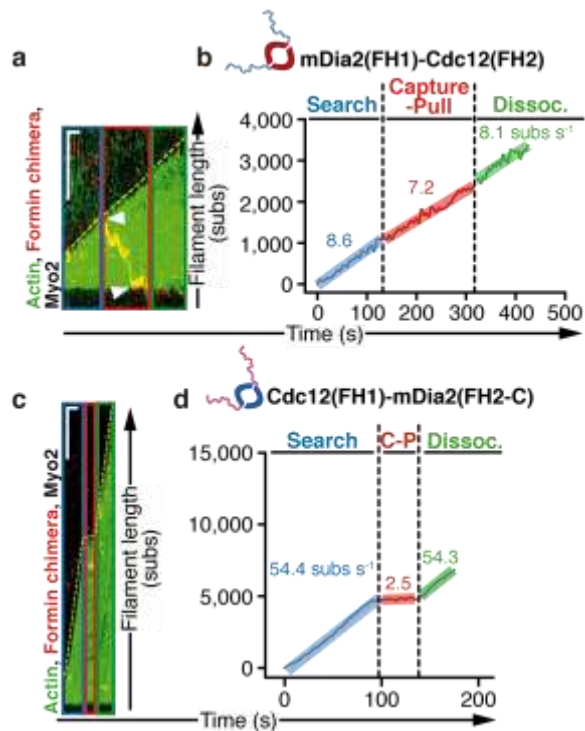 a
b
mDia2(FH1)-Cdc12(FH2)
Search
Capture
-Pull
Dissoc.
Actin, Formin chimera,
Myo2
Filament length
(subs)
4,000
3,000
2,000
1,000
0
8.6
7.2
8.1 subs s⁻¹
0 100 200 300 400 500
Time (s)
c
d
Cdc12(FH1)-mDia2(FH2-C)
Search
C-P
Dissoc.
Actin, Formin chimera, Myo2
Filament length
(subs)
15,000
10,000
5,000
0
54.4 subs s⁻¹
2.5
54.3
0 100 200
Time (s)